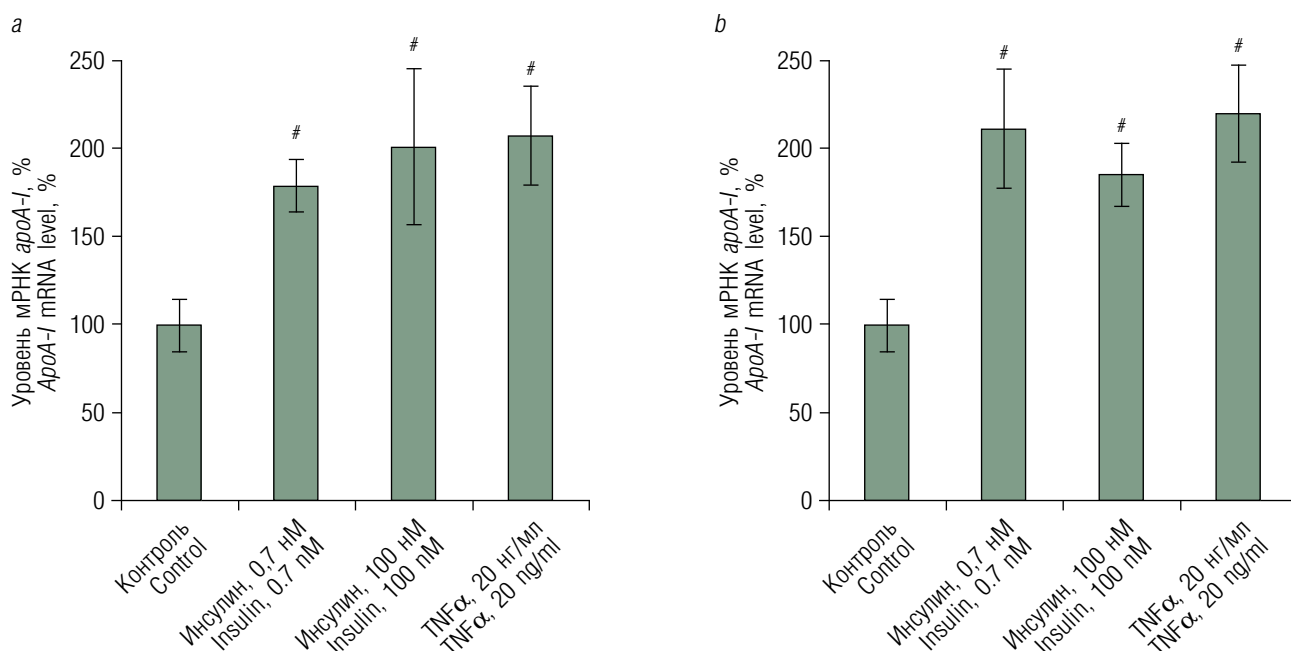 a
Уровень мРНК apoA-I, %
ApoA-I mRNA level, %
250
200
150
100
50
0
#
#
#
Контроль
Control
Инсулин, 0,7 нМ
Insulin, 0.7 nM
Инсулин, 100 нМ
Insulin, 100 nM
TNFα, 20 нг/мл
TNFα, 20 ng/ml
b
Уровень мРНК apoA-I, %
ApoA-I mRNA level, %
250
200
150
100
50
0
#
#
#
Контроль
Control
Инсулин, 0,7 нМ
Insulin, 0.7 nM
Инсулин, 100 нМ
Insulin, 100 nM
TNFα, 20 нг/мл
TNFα, 20 ng/ml